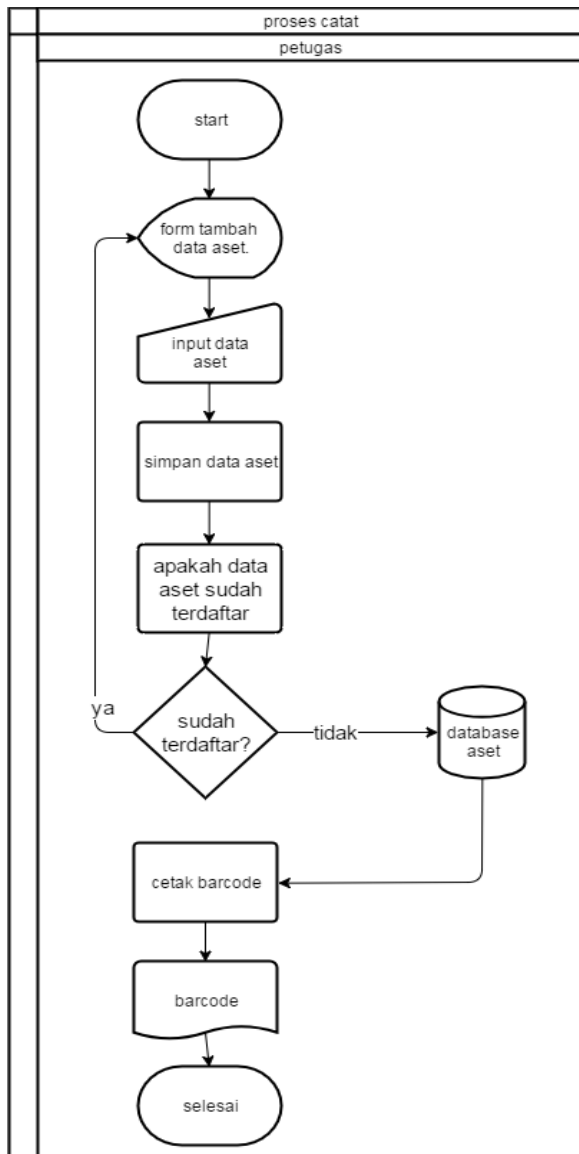 proses catat
petugas
start
form tambah
data aset.
input data
aset
simpan data aset
apakah data
aset sudah
terdaftar
sudah
terdaftar?
ya
tidak
database
aset
cetak barcode
barcode
selesai